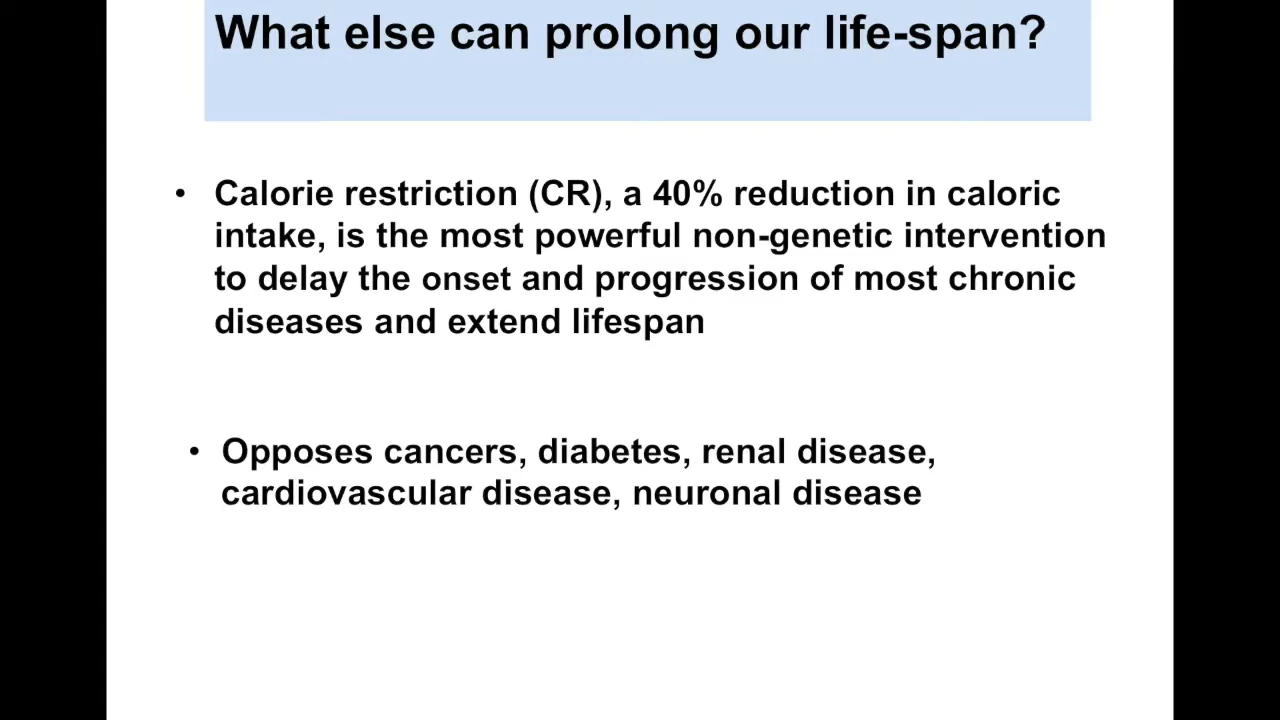 What else can prolong our life-span?
• Calorie restriction (CR), a 40% reduction in caloric
intake, is the most powerful non-genetic intervention
to delay the onset and progression of most chronic
diseases and extend lifespan
• Opposes cancers, diabetes, renal disease,
cardiovascular disease, neuronal disease